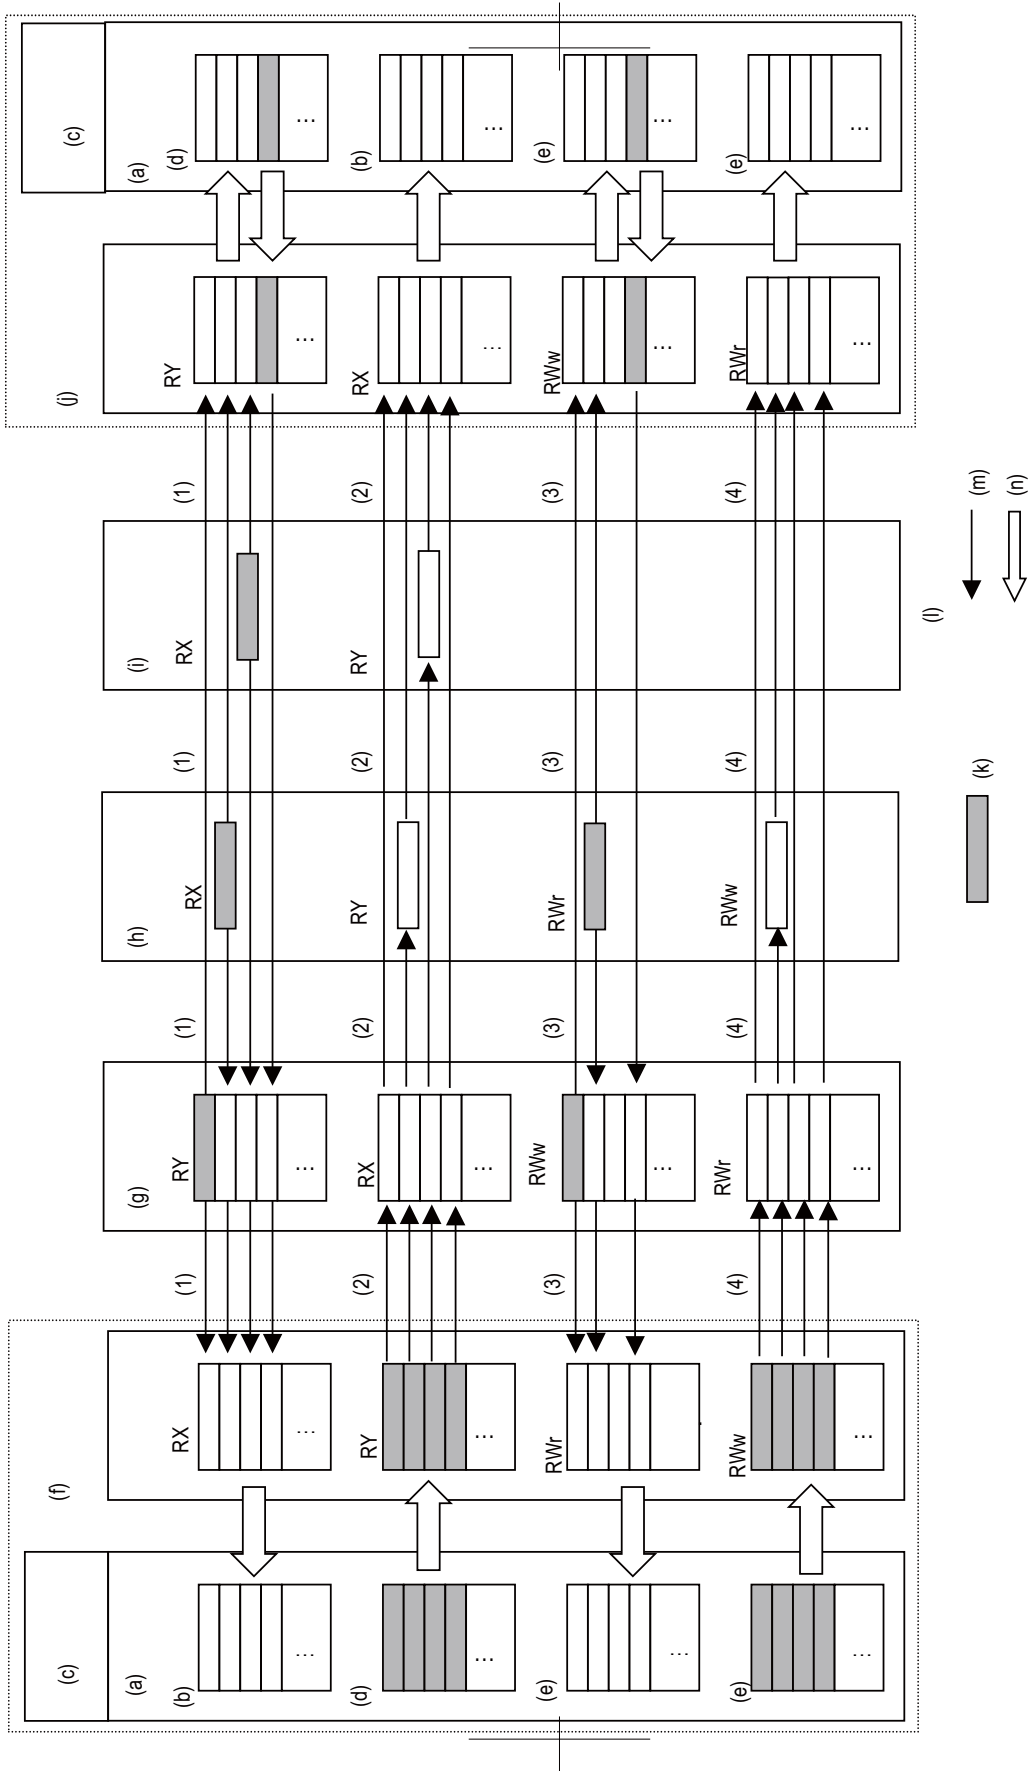 (c)
(f)
(j)
(c)
(a)
(g)
(h)
(i)
(a)
(b)
RX
(1)
RY
(1)
RX
(1)
RX
(1)
RY
(d)
...
...
...
...
...
(d)
RY
(2)
RX
(2)
RY
(2)
RY
(2)
RX
(b)
...
...
...
...
...
(e)
RWr
(3)
RWw
(3)
RWr
(3)
(3)
RWw
(e)
...
...
...
...
(e)
RWw
(4)
RWr
(4)
RWw
(4)
(4)
RWr
(e)
...
...
...
...
...
(l)
(k)
(m)
(n)